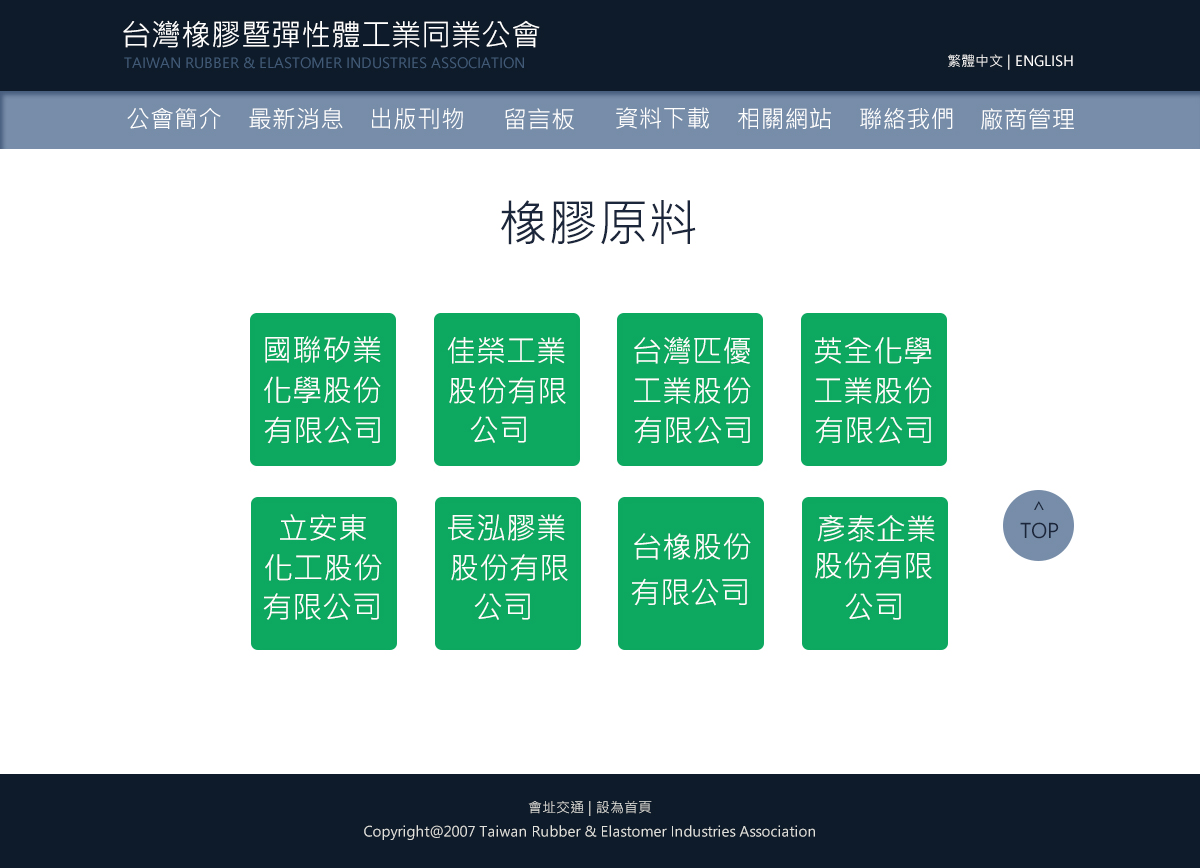 台灣橡膠暨彈性體工業同業公會
TAIWAN RUBBER & ELASTOMER INDUSTRIES ASSOCIATION
繁體中文 | ENGLISH
公會簡介 最新消息 出版刊物 留言板 資料下載 相關網站 聯絡我們 廠商管理
橡膠原料
國聯矽業
化學股份
有限公司
佳榮工業
股份有限
公司
台灣匹優
工業股份
有限公司
英全化學
工業股份
有限公司
立安東
化工股份
有限公司
長泓膠業
股份有限
公司
台橡股份
有限公司
彥泰企業
股份有限
公司
^
TOP
會址交通 | 設為首頁
Copyright@2007 Taiwan Rubber & Elastomer Industries Association